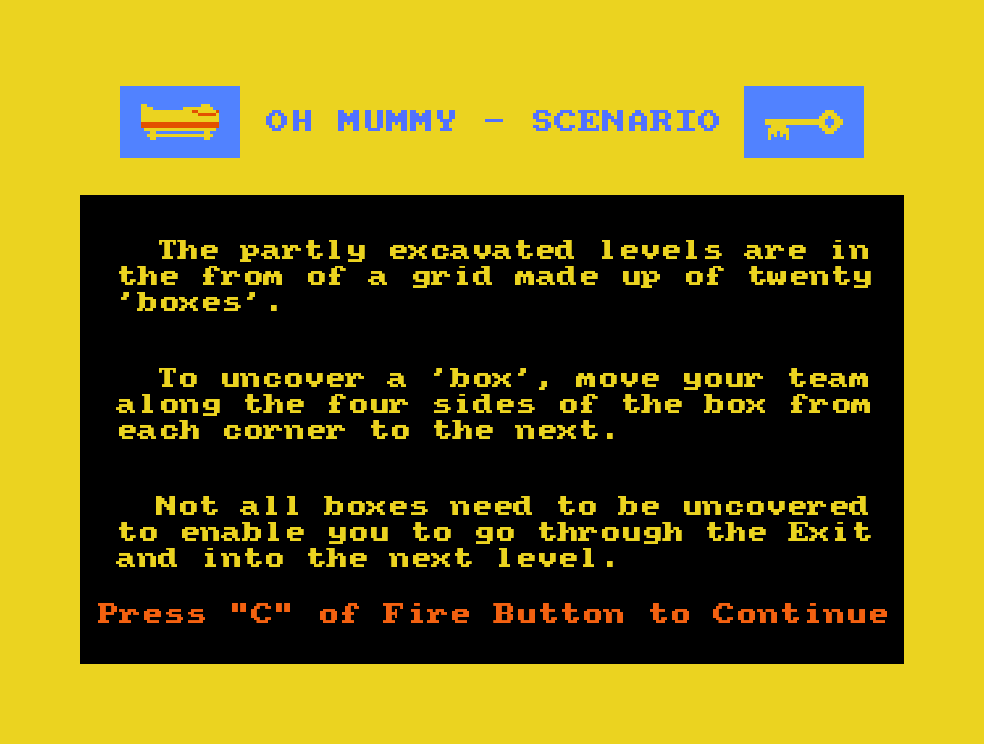 OH MUMMY - SCENARIO
The partly excavated levels are in
the from of a grid made up of twenty
'boxes'.
To uncover a 'box', move your team
along the four sides of the box from
each corner to the next.
Not all boxes need to be uncovered
to enable you to go through the Exit
and into the next level.
Press "C" of Fire Button to Continue